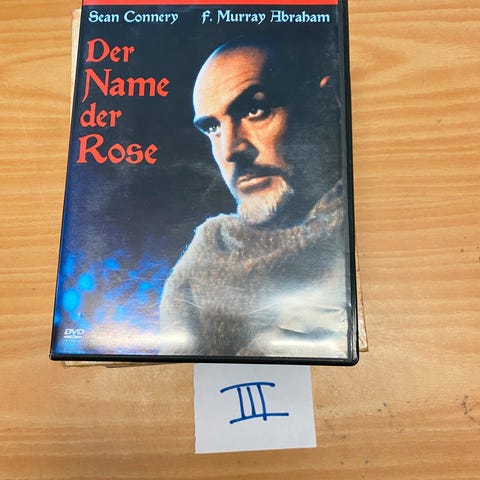 Sean Connery F. Murray Abraham
Der
Name
der
Rose
DVD
III